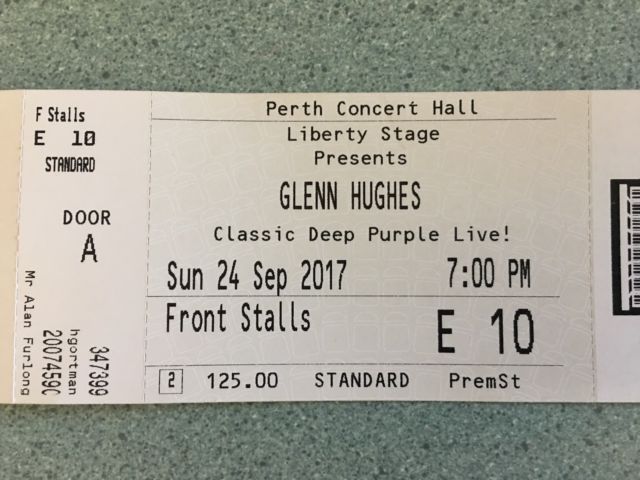 F Stalls
E 10
STANDARD
DOOR
A
Mr Alan Furlong
2007459C
hgortman
347399
Perth Concert Hall
Liberty Stage
Presents
GLENN HUGHES
Classic Deep Purple Live!
Sun 24 Sep 2017 7:00 PM
Front Stalls E 10
2 125.00 STANDARD PremSt